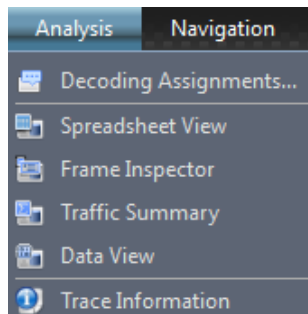 Analysis Navigation
Decoding Assignments...
Spreadsheet View
Frame Inspector
Traffic Summary
Data View
Trace Information